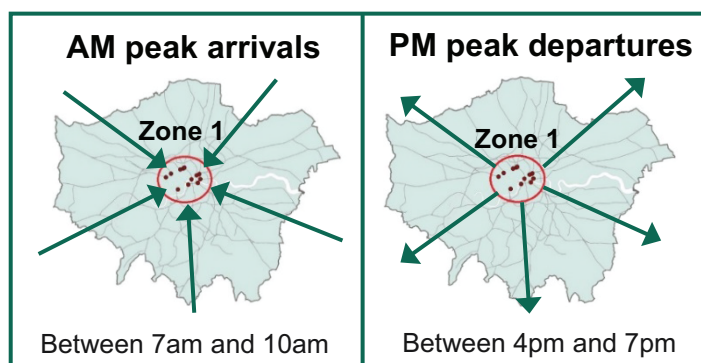 AM peak arrivals
Zone 1
Between 7am and 10am
PM peak departures
Zone 1
Between 4pm and 7pm